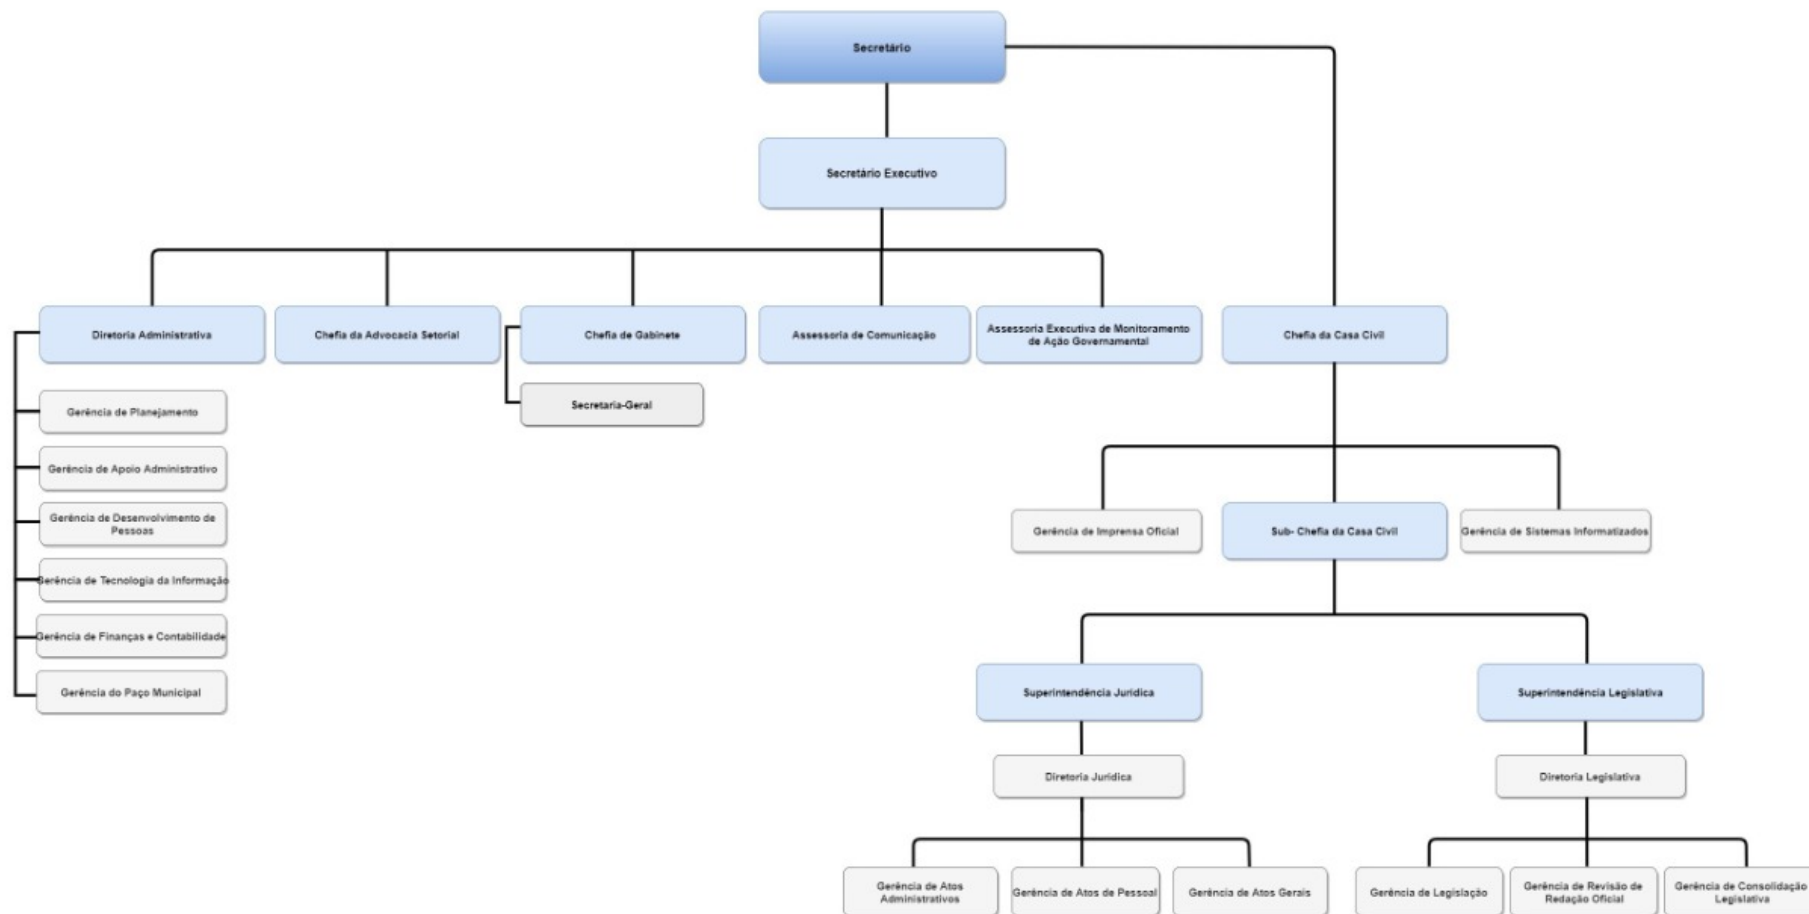 Secretário
Secretário Executivo
Diretoria Administrativa
Chefia da Advocacia Setorial
Chefia de Gabinete
Assessoria de Comunicação
Assessoria Executiva de Monitoramento
de Ação Governamental
Chefia da Casa Civil
Secretaria-Geral
Gerência de Planejamento
Gerência de Apoio Administrativo
Gerência de Desenvolvimento de
Pessoas
Gerência de Tecnologia da Informação
Gerência de Finanças e Contabilidade
Gerência do Paço Municipal
Gerência de Imprensa Oficial
Sub- Chefia da Casa Civil
Gerência de Sistemas Informatizados
Superintendência Jurídica
Superintendência Legislativa
Diretoria Jurídica
Diretoria Legislativa
Gerência de Atos
Administrativos
Gerência de Atos de Pessoal
Gerência de Atos Gerais
Gerência de Legislação
Gerência de Revisão de
Redação Oficial
Gerência de Consolidação
Legislativa